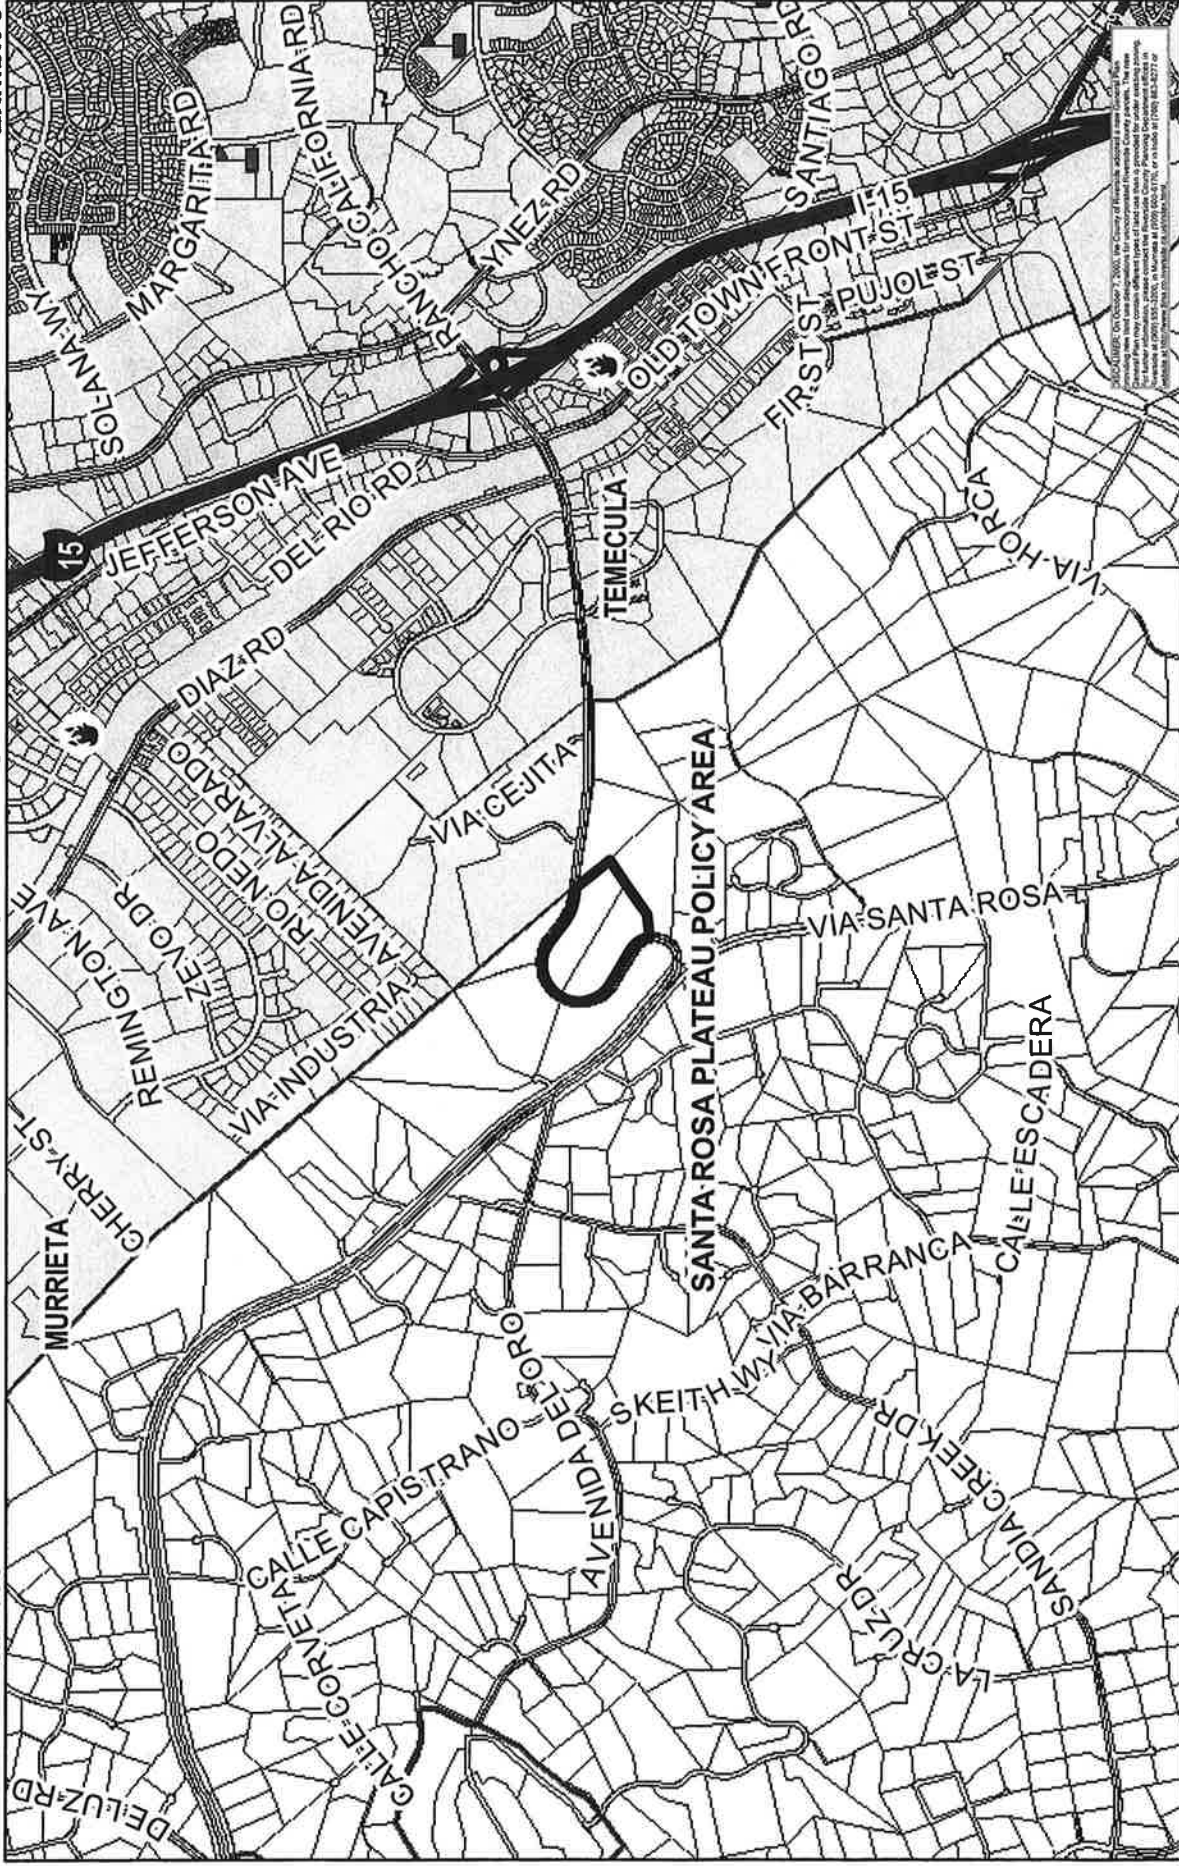 SOLANA WY
MARGARITA RD
RANCHO CALIFORNIA RD
YNEZ RD
SANTIAGO RD
I-15
OLD TOWN FRONT ST
FIRST ST
PUJOL ST
15
JEFFERSON AVE
DEL RIO RD
DIAZ RD
TEMECULA
VIA HORCA
REMINGTON AVE
ZEVO DR
RIO NEDO
AVENIDA ALVARADO
VIA INDUSTRIA
VIA CEJITA
CHERRY ST
MURRIETA
SANTA ROSA PLATEAU POLICY AREA
VIA SANTA ROSA
CALLE ESCADERA
VIA BARRANCA
S KEITH WY
AVENIDA DEL ORO
CALLE CAPISTRANO
CALLE CORVETA
DE LUZ RD
LA CRUZ DR
SANDIA CREEK DR